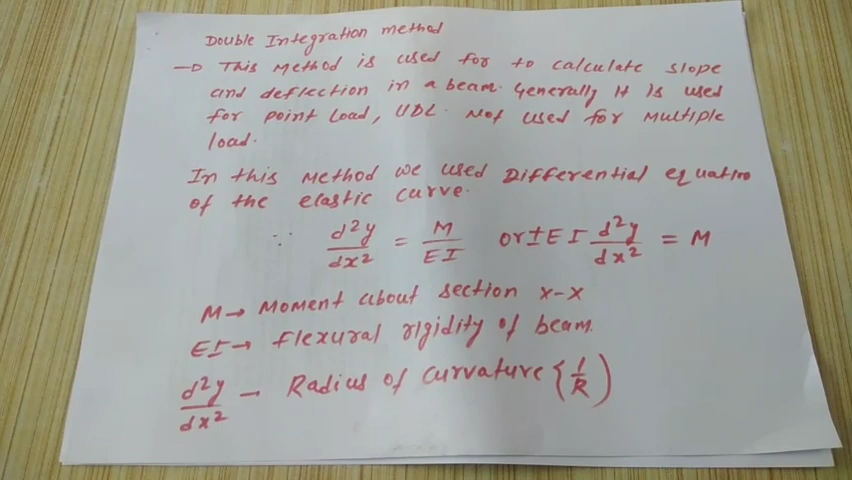 Double Integration method
→ This Method is used for to calculate slope
and deflection in a beam. Generally it is used
for point Load, UDL. Not used for Multiple
load.
In this Method we used Differential equation
of the elastic curve.
∵ d²y/dx² = M/EI or ± EI d²y/dx² = M
M → Moment about section x-x
EI → flexural rigidity of beam.
d²y/dx² - Radius of curvature {1/R)